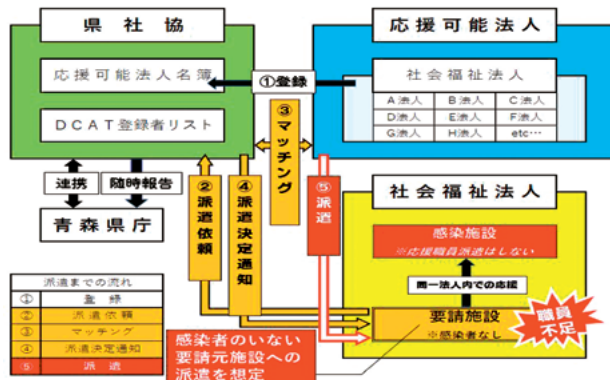 県社協
応援可能法人名簿
DCAT登録者リスト
①登録
③マッチング
応援可能法人
社会福祉法人
A法人 B法人 C法人
D法人 E法人 F法人
G法人 H法人 etc…
連携
随時報告
青森県庁
②派遣依頼
④派遣決定通知
⑤派遣
社会福祉法人
感染施設
※応援職員派遣はしない
同一法人内での応援
要請施設
※感染者なし
職員
不足
派遣までの流れ
① 登録
② 派遣依頼
③ マッチング
④ 派遣決定通知
⑤ 派遣
感染者のいない
要請元施設への
派遣を想定